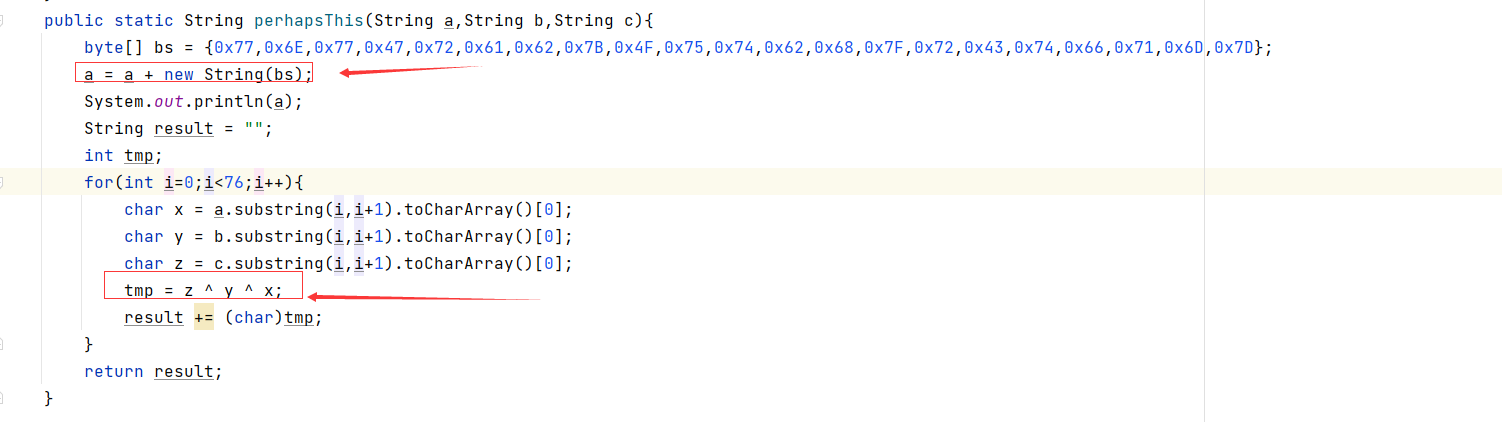 public static String perhapsThis(String a,String b,String c){
byte[] bs = {0x77,0x6E,0x77,0x47,0x72,0x61,0x62,0x7B,0x4F,0x75,0x74,0x62,0x68,0x7F,0x72,0x43,0x74,0x66,0x71,0x6D,0x7D};
a = a + new String(bs);
System.out.println(a);
String result = "";
int tmp;
for(int i=0;i<76;i++){
char x = a.substring(i,i+1).toCharArray()[0];
char y = b.substring(i,i+1).toCharArray()[0];
char z = c.substring(i,i+1).toCharArray()[0];
tmp = z ^ y ^ x;
result += (char)tmp;
}
return result;
}